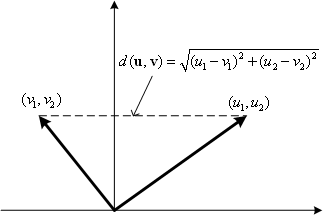 d(u, v) = √(u₁ − v₁)² + (u₂ − v₂)²
(v₁, v₂)
(u₁, u₂)